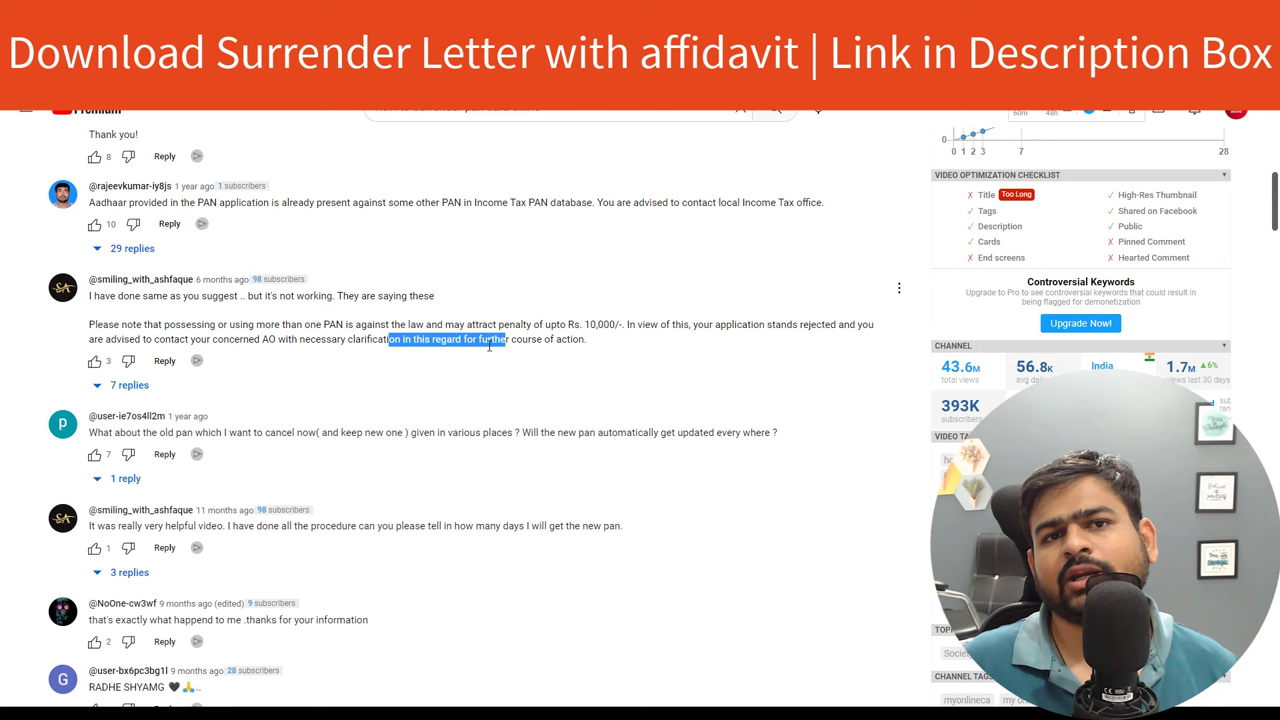 Download Surrender Letter with affidavit | Link in Description Box
Premium
60m 48h
Thank you!
8 Reply
@rajeevkumar-iy8js 1 year ago 1 subscribers
Aadhaar provided in the PAN application is already present against some other PAN in Income Tax PAN database. You are advised to contact local Income Tax office.
10 Reply
29 replies
@smiling_with_ashfaque 6 months ago 98 subscribers
I have done same as you suggest .. but it's not working. They are saying these
Please note that possessing or using more than one PAN is against the law and may attract penalty of upto Rs. 10,000/-. In view of this, your application stands rejected and you
are advised to contact your concerned AO with necessary clarification in this regard for further course of action.
3 Reply
7 replies
@user-ie7os4ll2m 1 year ago
What about the old pan which I want to cancel now( and keep new one ) given in various places ? Will the new pan automatically get updated every where ?
7 Reply
1 reply
@smiling_with_ashfaque 11 months ago 98 subscribers
It was really very helpful video. I have done all the procedure can you please tell in how many days I will get the new pan.
1 Reply
3 replies
@NoOne-cw3wf 9 months ago (edited) 9 subscribers
that's exactly what happend to me .thanks for your information
2 Reply
@user-bx6pc3bg1l 9 months ago 28 subscribers
RADHE SHYAMG 🖤 🙏..
0
0 1 2 3 7 28
VIDEO OPTIMIZATION CHECKLIST
✗ Title Too Long ✓ High-Res Thumbnail
✓ Tags ✓ Shared on Facebook
✓ Description ✓ Public
✓ Cards ✗ Pinned Comment
✗ End screens ✗ Hearted Comment
Controversial Keywords
Upgrade to Pro to see controversial keywords that could result in
being flagged for demonetization
Upgrade Now!
CHANNEL
43.6M 56.8K India 1.7M ▲6%
total views avg daily views last 30 days
393K
subscribers
VIDEO TA
TOP
Socie
CHANNEL TAGS
myonlineca my on